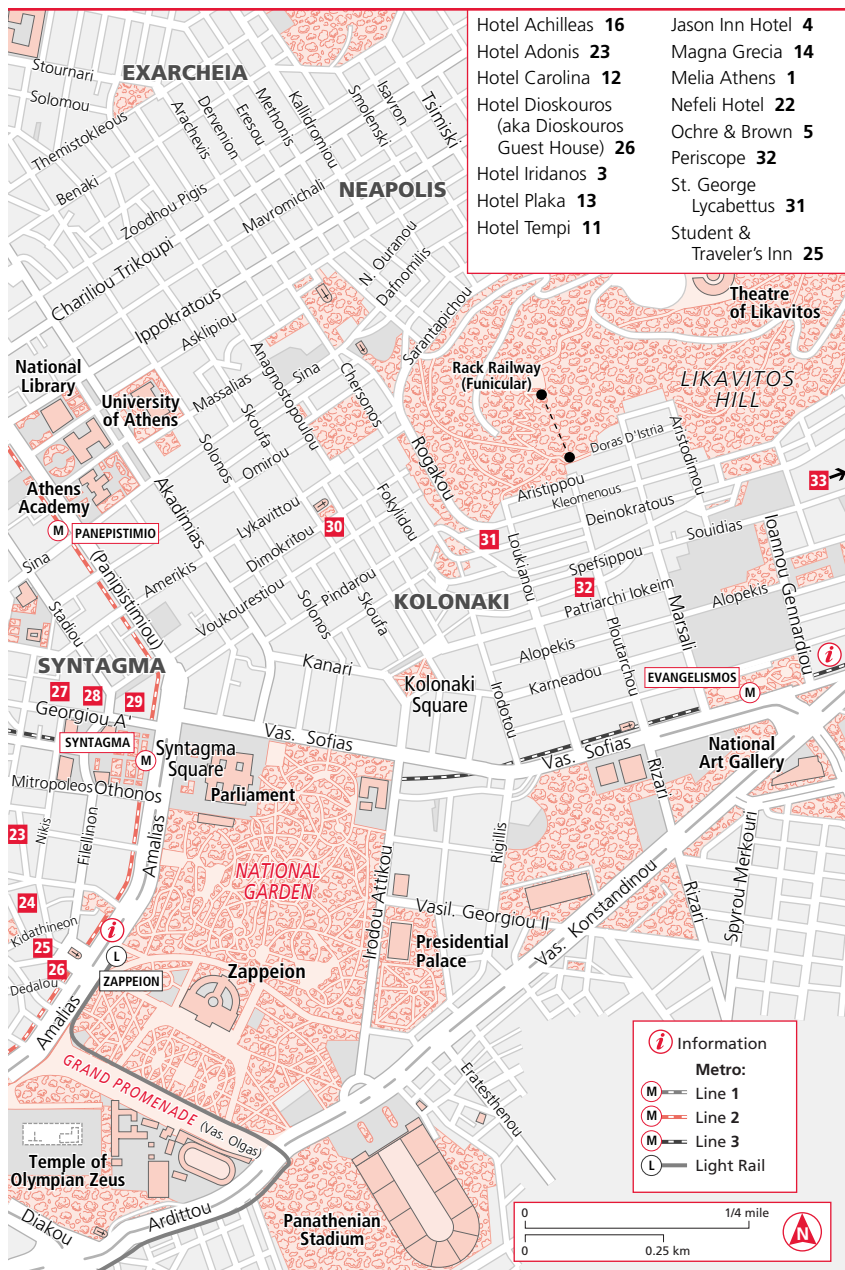 Hotel Achilleas 16
Hotel Adonis 23
Hotel Carolina 12
Hotel Dioskouros
(aka Dioskouros
Guest House) 26
Hotel Iridanos 3
Hotel Plaka 13
Hotel Tempi 11
Jason Inn Hotel 4
Magna Grecia 14
Melia Athens 1
Nefeli Hotel 22
Ochre & Brown 5
Periscope 32
St. George
Lycabettus 31
Student &
Traveler's Inn 25
EXARCHEIA
Stournari
Solomou
Themistokleous
Arachevis
Dervenion
Eresou
Methonis
Kallidromiou
Smolenski
Isavron
Tsimiski
Benaki
Zoodhou Pigis
Mavromichali
NEAPOLIS
Chariliou Trikoupi
Ippokratous
Asklipiou
N. Ouranou
Dafnomilis
Sarantapichou
Theatre
of Likavitos
Rack Railway
(Funicular)
LIKAVITOS
HILL
National
Library
University
of Athens
Massalias
Sina
Anagnostopoulou
Chersonos
Skoufa
Solonos
Omirou
Rogakou
Doras D'Istria
Aristodimou
Aristippou
Kleomenous
Deinokratous
33
Athens
Academy
Akadimias
M
PANEPISTIMIO
(Panipistimiou)
Lykavittou
Fokylidou
30
Dimokritou
31
Loukianou
Souidias
Spefsippou
Ioannou Gennardiou
Sina
Amerikis
Stadiou
Voukourestiou
Pindarou
Solonos
Skoufa
KOLONAKI
32
Patriarchi Iokeim
Marsali
Alopekis
Alopekis
Karneadou
Ploutarchou
SYNTAGMA
Kanari
Kolonaki
Square
Irodotou
EVANGELISMOS
M
i
27
28
29
Georgiou A'
SYNTAGMA
M
Syntagma
Square
Vas. Sofias
Vas. Sofias
National
Art Gallery
Mitropoleos
Othonos
Parliament
Rizari
Nikis
Filellinon
Amalias
23
NATIONAL
GARDEN
Irodou Attikou
Rigillis
Spyrou Merkouri
Rizari
24
Kidathineon
25
26
Dedalou
i
L
ZAPPEION
Zappeion
Vasil. Georgiou II
Presidential
Palace
Vas. Konstandinou
Amalias
GRAND PROMENADE
(Vas. Olgas)
Eratesthenou
Temple of
Olympian Zeus
Diakou
Ardittou
Panathenian
Stadium
i Information
Metro:
M Line 1
M Line 2
M Line 3
L Light Rail
0 1/4 mile
0 0.25 km
N